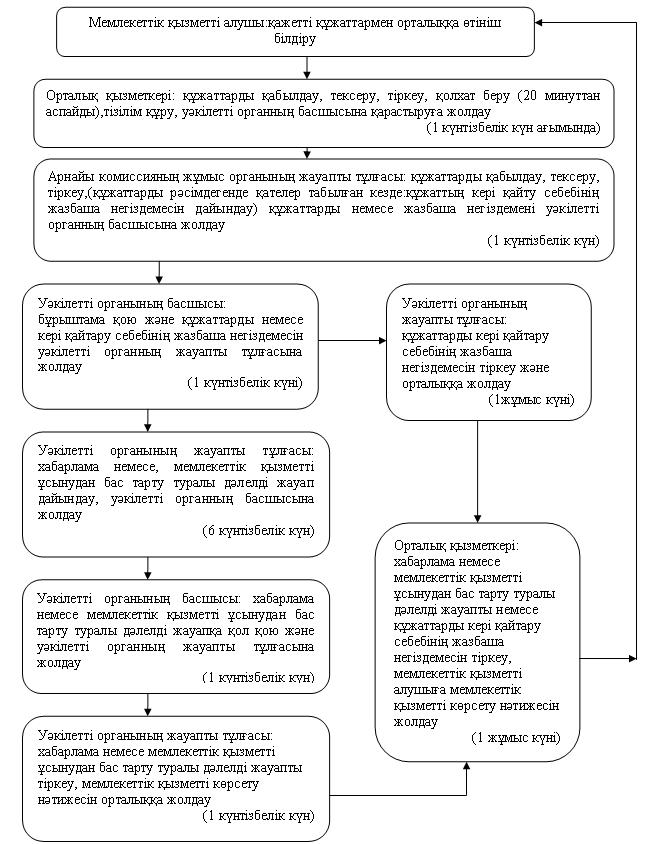 Мемлекеттік қызметті алушы:қажетті құжаттармен орталыққа өтініш
білдіру
Орталық қызметкері: құжаттарды қабылдау, тексеру, тіркеу, қолхат беру (20 минуттан
аспайды),тізілім құру, уәкілетті органның басшысына қарастыруға жолдау
(1 күнтізбелік күн ағымында)
Арнайы комиссияның жұмыс органының жауапты тұлғасы: құжаттарды қабылдау, тексеру,
тіркеу,(құжаттарды рәсімдегенде қателер табылған кезде:құжаттың кері қайту себебінің
жазбаша негіздемесін дайындау) құжаттарды немесе жазбаша негіздемені уәкілетті
органның басшысына жолдау
(1 күнтізбелік күн)
Уәкілетті органының басшысы:
бұрыштама қою және құжаттарды немесе
кері қайтару себебінің жазбаша негіздемесін
уәкілетті органның жауапты тұлғасына
жолдау
(1 күнтізбелік күні)
Уәкілетті органының
жауапты тұлғасы:
құжаттарды кері қайтару
себебінің жазбаша
негіздемесін тіркеу және
орталыққа жолдау
(1жұмыс күні)
Уәкілетті органының жауапты тұлғасы:
хабарлама немесе, мемлекеттік қызметті
ұсынудан бас тарту туралы дәлелді жауап
дайындау, уәкілетті органның басшысына
жолдау
(6 күнтізбелік күн)
Уәкілетті органының басшысы: хабарлама
немесе мемлекеттік қызметті ұсынудан бас
тарту туралы дәлелді жауапқа қол қою және
уәкілетті органның жауапты тұлғасына
жолдау
(1 күнтізбелік күн)
Уәкілетті органының жауапты тұлғасы:
хабарлама немесе мемлекеттік қызметті
ұсынудан бас тарту туралы дәлелді жауапты
тіркеу, мемлекеттік қызметті көрсету
нәтижесін орталыққа жолдау
(1 күнтізбелік күн)
Орталық қызметкері:
хабарлама немесе
мемлекеттік қызметті
ұсынудан бас тарту туралы
дәлелді жауапты немесе
құжаттарды кері қайтару
себебінің жазбаша
негіздемесін тіркеу,
мемлекеттік қызметті
алушыға мемлекеттік
қызметті көрсету нәтижесін
жолдау
(1 жұмыс күні)